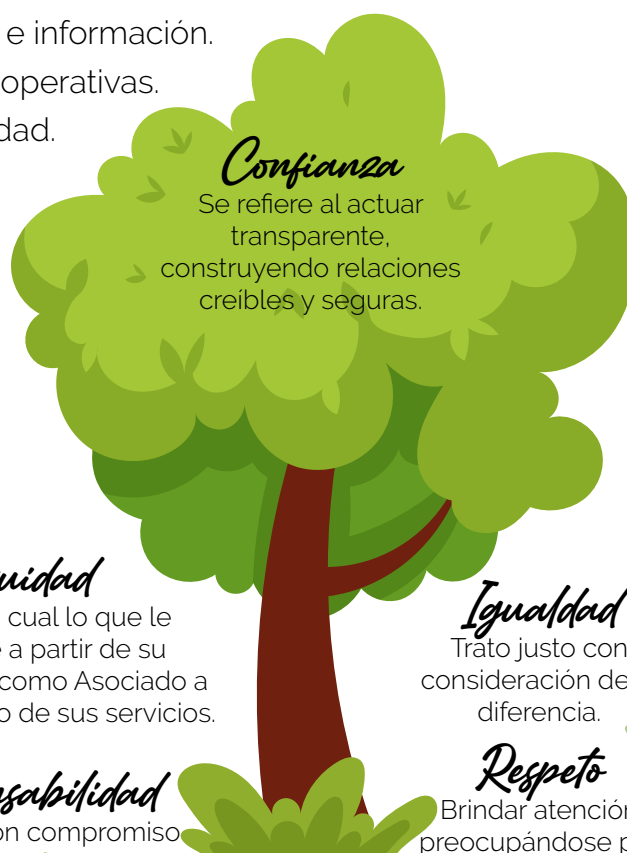 e información.
operativas.
dad.
Confianza
Se refiere al actuar
transparente,
construyendo relaciones
creíbles y seguras.
uidad
cual lo que le
a partir de su
como Asociado a
o de sus servicios.
Igualdad
Trato justo con
consideración de
diferencia.
nsabilidad
on compromiso
Respeto
Brindar atención
preocupándose p